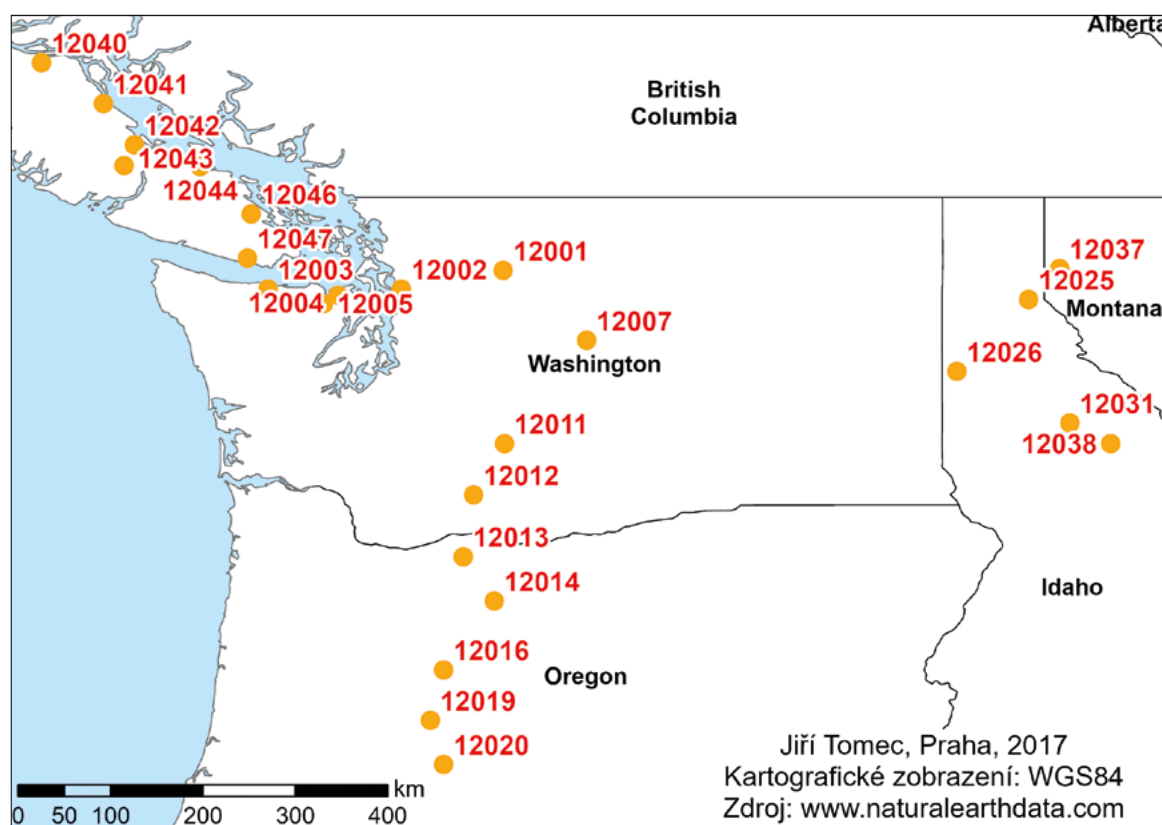 Alberta
12040
12041
British
Columbia
12042
12043
12044
12046
12047
12001
12037
12003
12002
12025
12004
12005
Montana
12007
Washington
12026
12011
12031
12038
12012
12013
12014
Idaho
12016
Oregon
12019
12020
Jiří Tomec, Praha, 2017
Kartografické zobrazení: WGS84
Zdroj: www.naturalearthdata.com
km
0 50 100 200 300 400